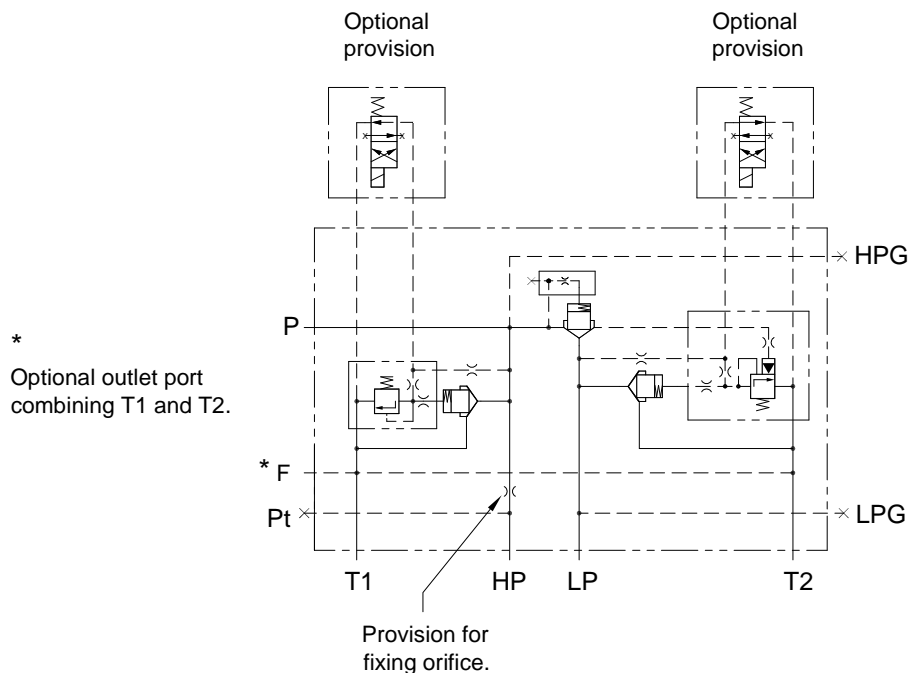 Optional
provision
Optional
provision
HPG
P
*
Optional outlet port
combining T1 and T2.
* F
Pt
LPG
T1
HP
LP
T2
Provision for
fixing orifice.